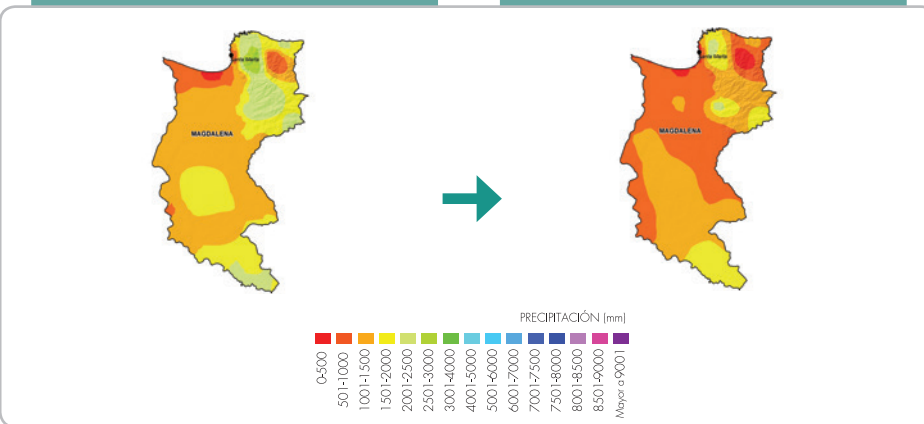 Santa Marta
MAGDALENA
Santa Marta
MAGDALENA
PRECIPITACIÓN (mm)
0-500
501-1000
1001-1500
1501-2000
2001-2500
2501-3000
3001-4000
4001-5000
5001-6000
6001-7000
7001-7500
7501-8000
8001-8500
8501-9000
Mayor a 9001